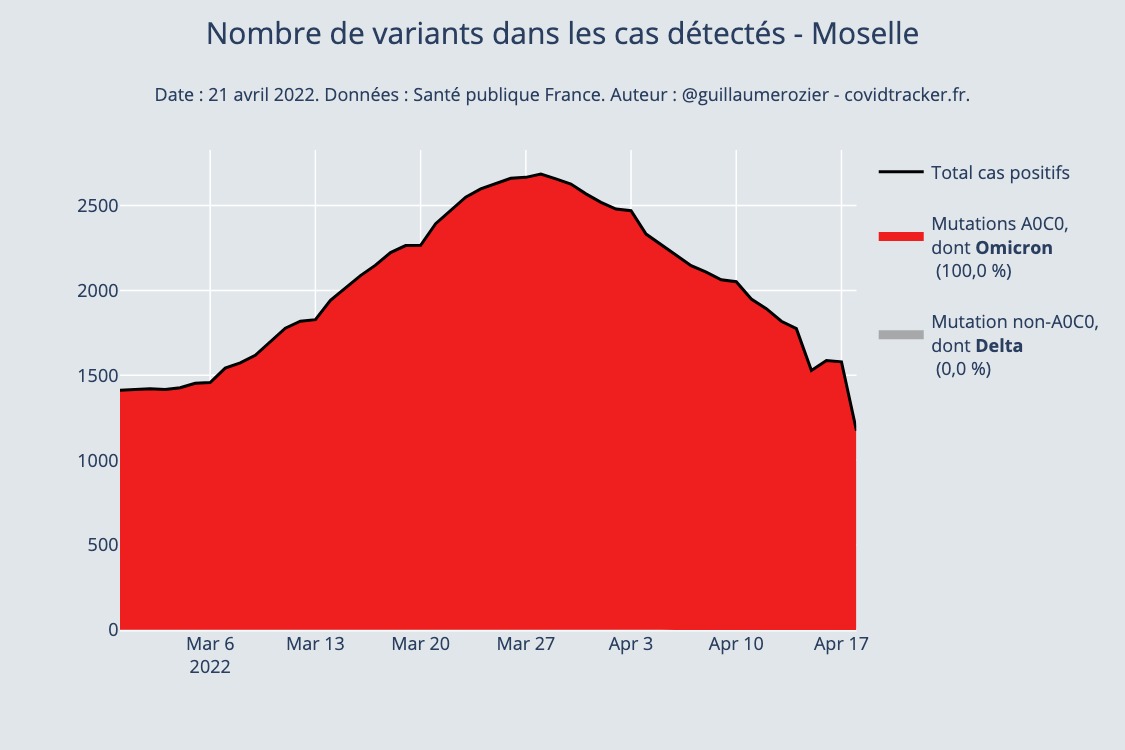 Nombre de variants dans les cas détectés - Moselle
Date : 21 avril 2022. Données : Santé publique France. Auteur : @guillaumerozier - covidtracker.fr.
Total cas positifs
Mutations A0C0,
dont Omicron
(100,0 %)
Mutation non-A0C0,
dont Delta
(0,0 %)
2500
2000
1500
1000
500
0
Mar 6 Mar 13 Mar 20 Mar 27 Apr 3 Apr 10 Apr 17
2022